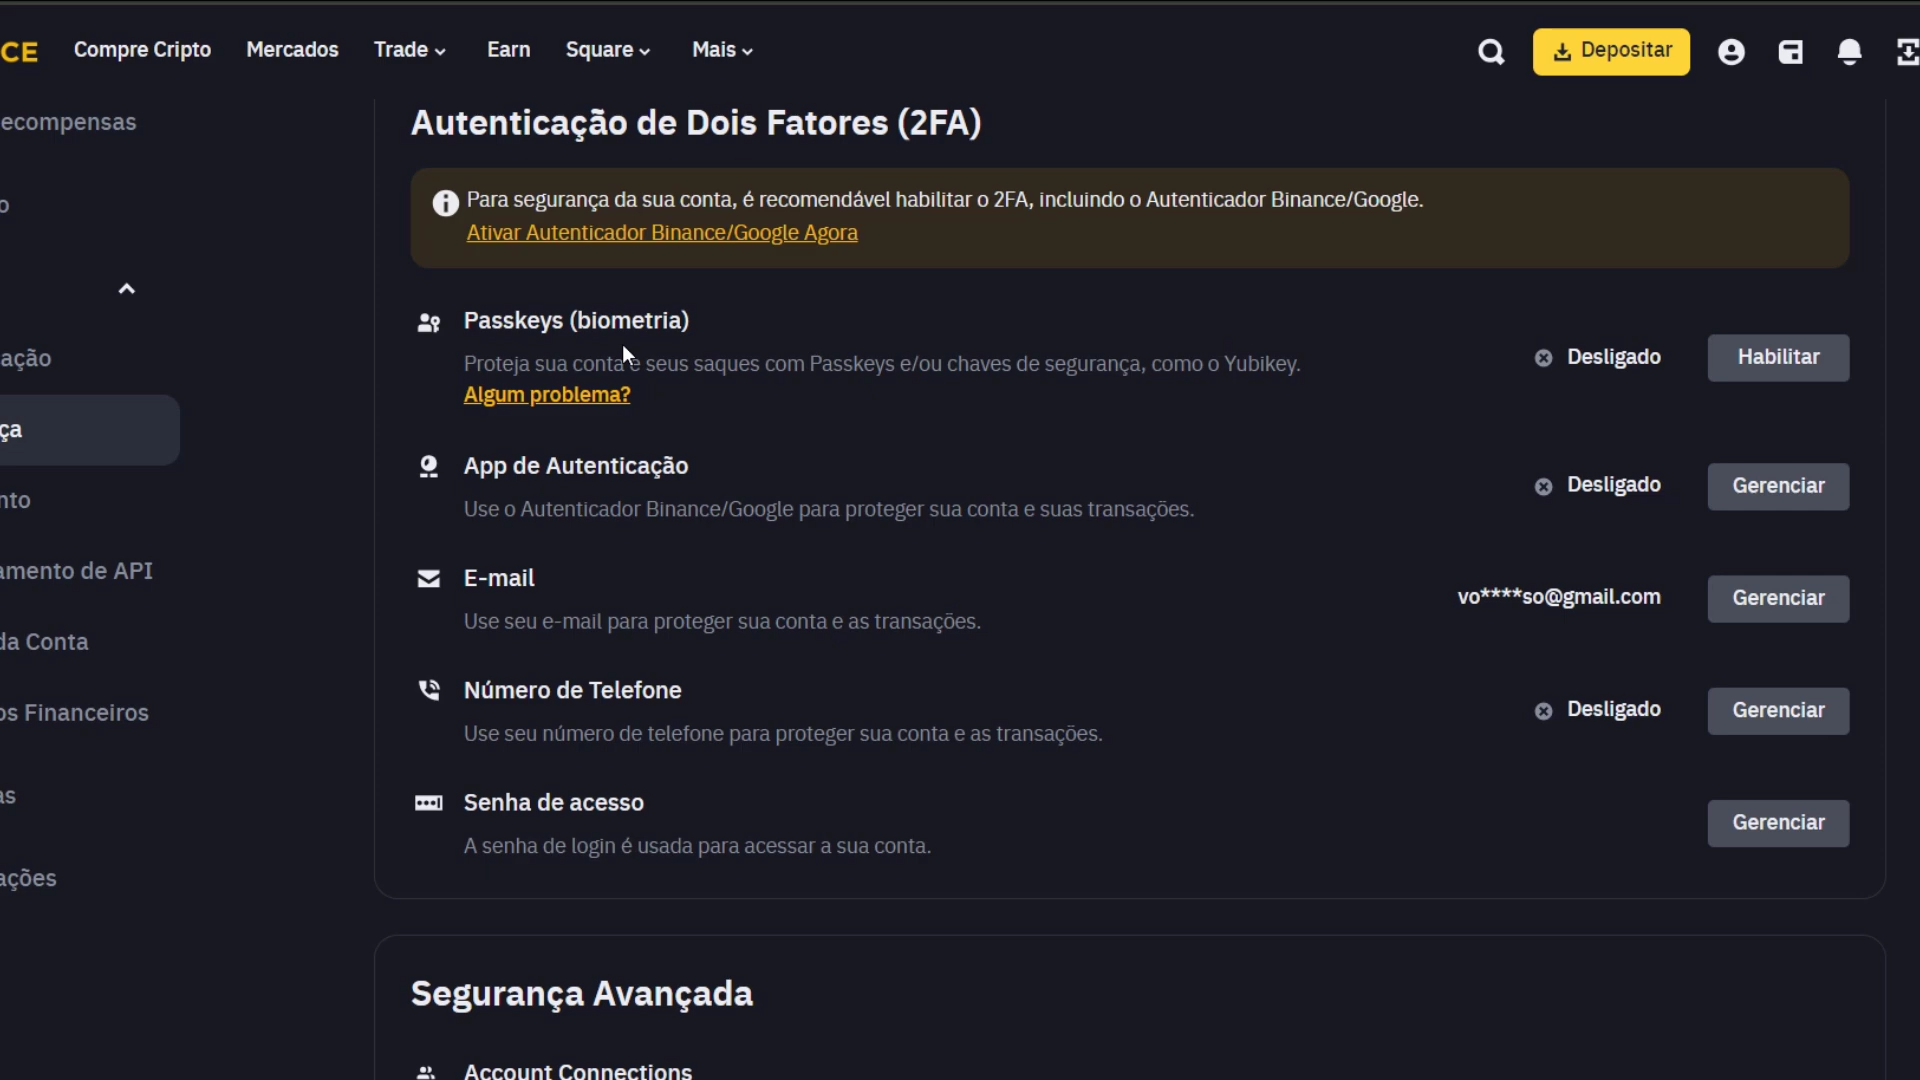 CE Compre Cripto Mercados Trade Earn Square Mais Depositar
ecompensas
o
ação
ça
nto
amento de API
da Conta
os Financeiros
as
ações
Autenticação de Dois Fatores (2FA)
Para segurança da sua conta, é recomendável habilitar o 2FA, incluindo o Autenticador Binance/Google.
Ativar Autenticador Binance/Google Agora
Passkeys (biometria)
Proteja sua conta e seus saques com Passkeys e/ou chaves de segurança, como o Yubikey.
Algum problema?
Desligado Habilitar
App de Autenticação
Use o Autenticador Binance/Google para proteger sua conta e suas transações.
Desligado Gerenciar
E-mail
Use seu e-mail para proteger sua conta e as transações.
vo****so@gmail.com Gerenciar
Número de Telefone
Use seu número de telefone para proteger sua conta e as transações.
Desligado Gerenciar
Senha de acesso
A senha de login é usada para acessar a sua conta.
Gerenciar
Segurança Avançada
Account Connections